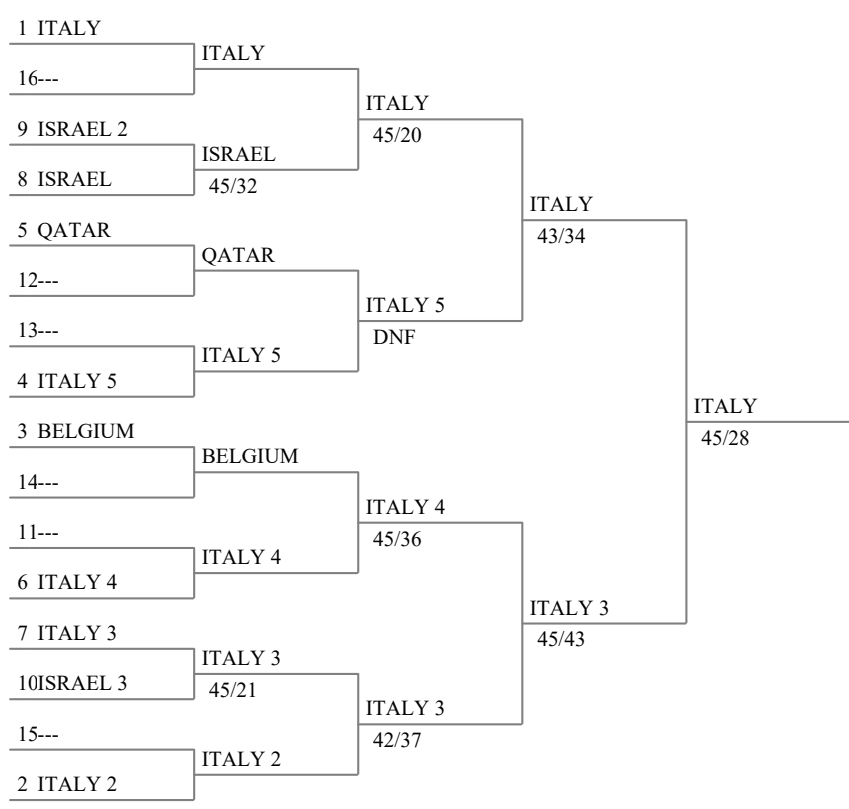 1 ITALY
ITALY
16---
ITALY
45/20
9 ISRAEL 2
ISRAEL
45/32
8 ISRAEL
ITALY
43/34
5 QATAR
QATAR
12---
ITALY 5
DNF
13---
ITALY 5
4 ITALY 5
ITALY
45/28
3 BELGIUM
BELGIUM
14---
ITALY 4
45/36
11---
ITALY 4
6 ITALY 4
ITALY 3
45/43
7 ITALY 3
ITALY 3
45/21
10ISRAEL 3
ITALY 3
42/37
15---
ITALY 2
2 ITALY 2